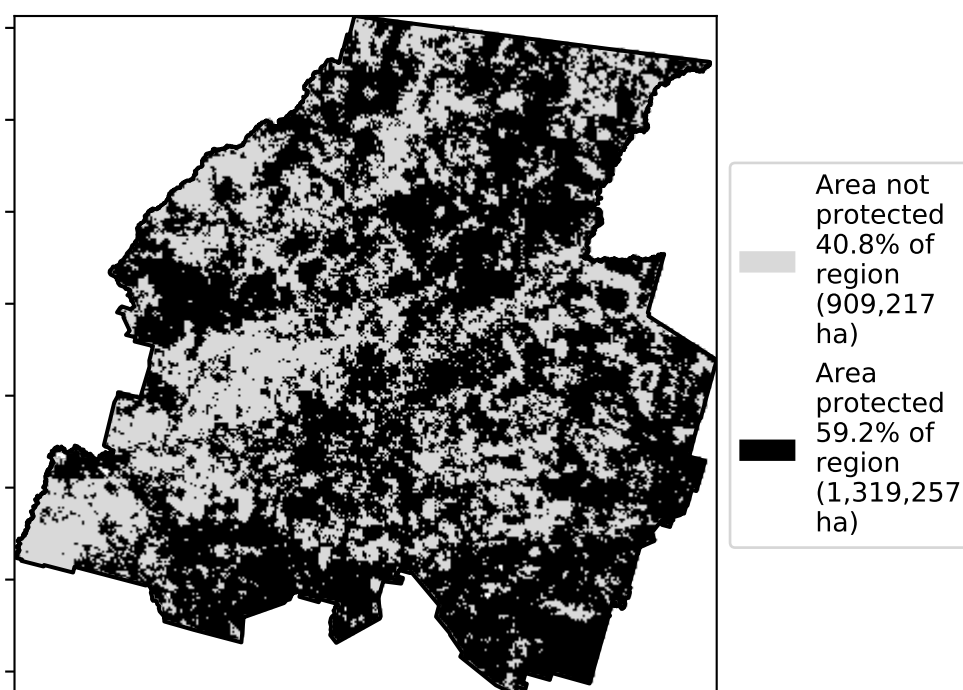 Area not
protected
40.8% of
region
(909,217
ha)
Area
protected
59.2% of
region
(1,319,257
ha)